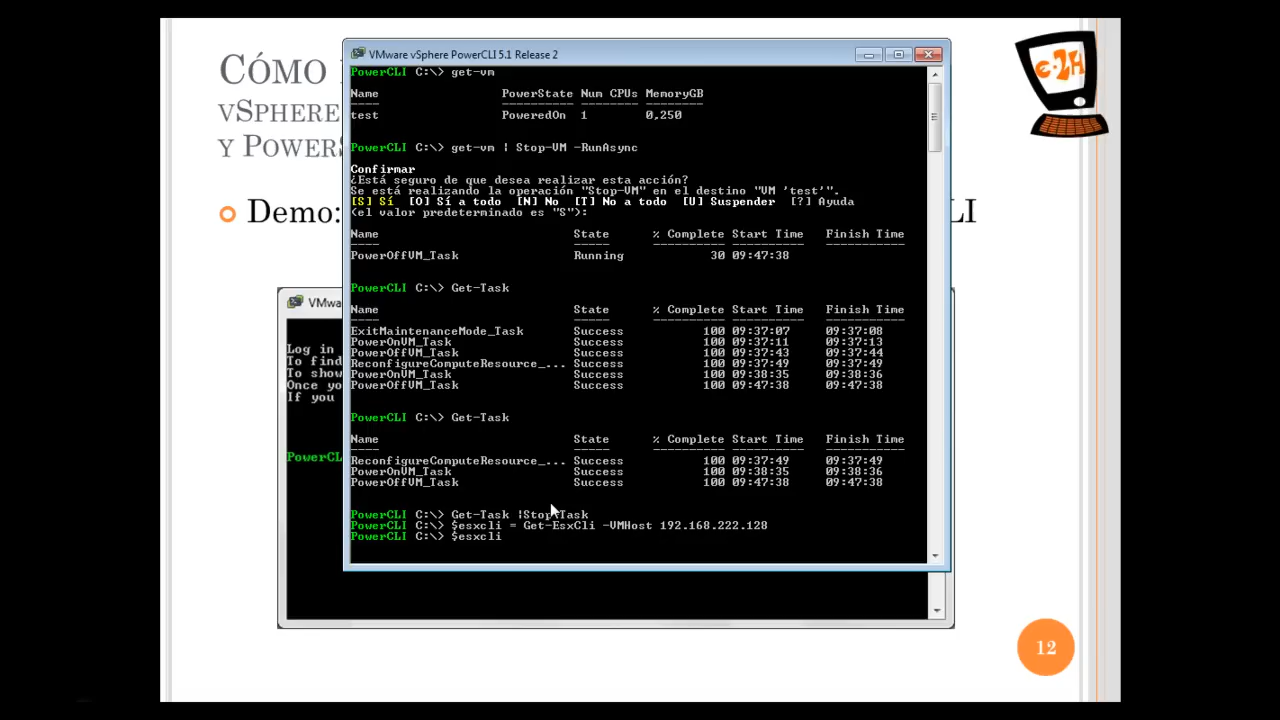 CÓMO
VSPHERE
Y POWERS
Demo:
LI
VMwa
Log in
To find
To show
Once yo
If you
PowerCL
VMware vSphere PowerCLI 5.1 Release 2
PowerCLI C:\> get-vm
Name PowerState Num CPUs MemoryGB
---- ---------- -------- --------
test PoweredOn 1 0,250
PowerCLI C:\> get-vm | Stop-VM -RunAsync
Confirmar
¿Está seguro de que desea realizar esta acción?
Se está realizando la operación "Stop-VM" en el destino "VM 'test'".
[S] Sí [O] Sí a todo [N] No [T] No a todo [U] Suspender [?] Ayuda
(el valor predeterminado es "S"):
Name State % Complete Start Time Finish Time
---- ----- ---------- ---------- -----------
PowerOffVM_Task Running 30 09:47:38
PowerCLI C:\> Get-Task
Name State % Complete Start Time Finish Time
---- ----- ---------- ---------- -----------
ExitMaintenanceMode_Task Success 100 09:37:07 09:37:08
PowerOnVM_Task Success 100 09:37:11 09:37:13
PowerOffVM_Task Success 100 09:37:43 09:37:44
ReconfigureComputeResource_... Success 100 09:37:49 09:37:49
PowerOnVM_Task Success 100 09:38:35 09:38:36
PowerOffVM_Task Success 100 09:47:38 09:47:38
PowerCLI C:\> Get-Task
Name State % Complete Start Time Finish Time
---- ----- ---------- ---------- -----------
ReconfigureComputeResource_... Success 100 09:37:49 09:37:49
PowerOnVM_Task Success 100 09:38:35 09:38:36
PowerOffVM_Task Success 100 09:47:38 09:47:38
PowerCLI C:\> Get-Task |Stop-Task
PowerCLI C:\> $esxcli = Get-EsxCli -VMHost 192.168.222.128
PowerCLI C:\> $esxcli
e-2H
12